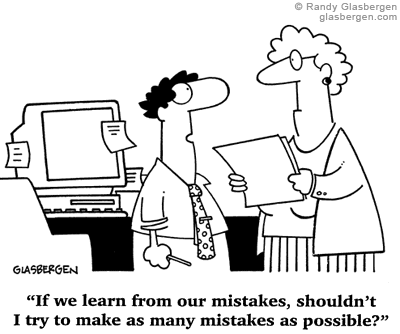 © Randy Glasbergen
glasbergen.com
GLASBERGEN
“If we learn from our mistakes, shouldn’t
I try to make as many mistakes as possible?”